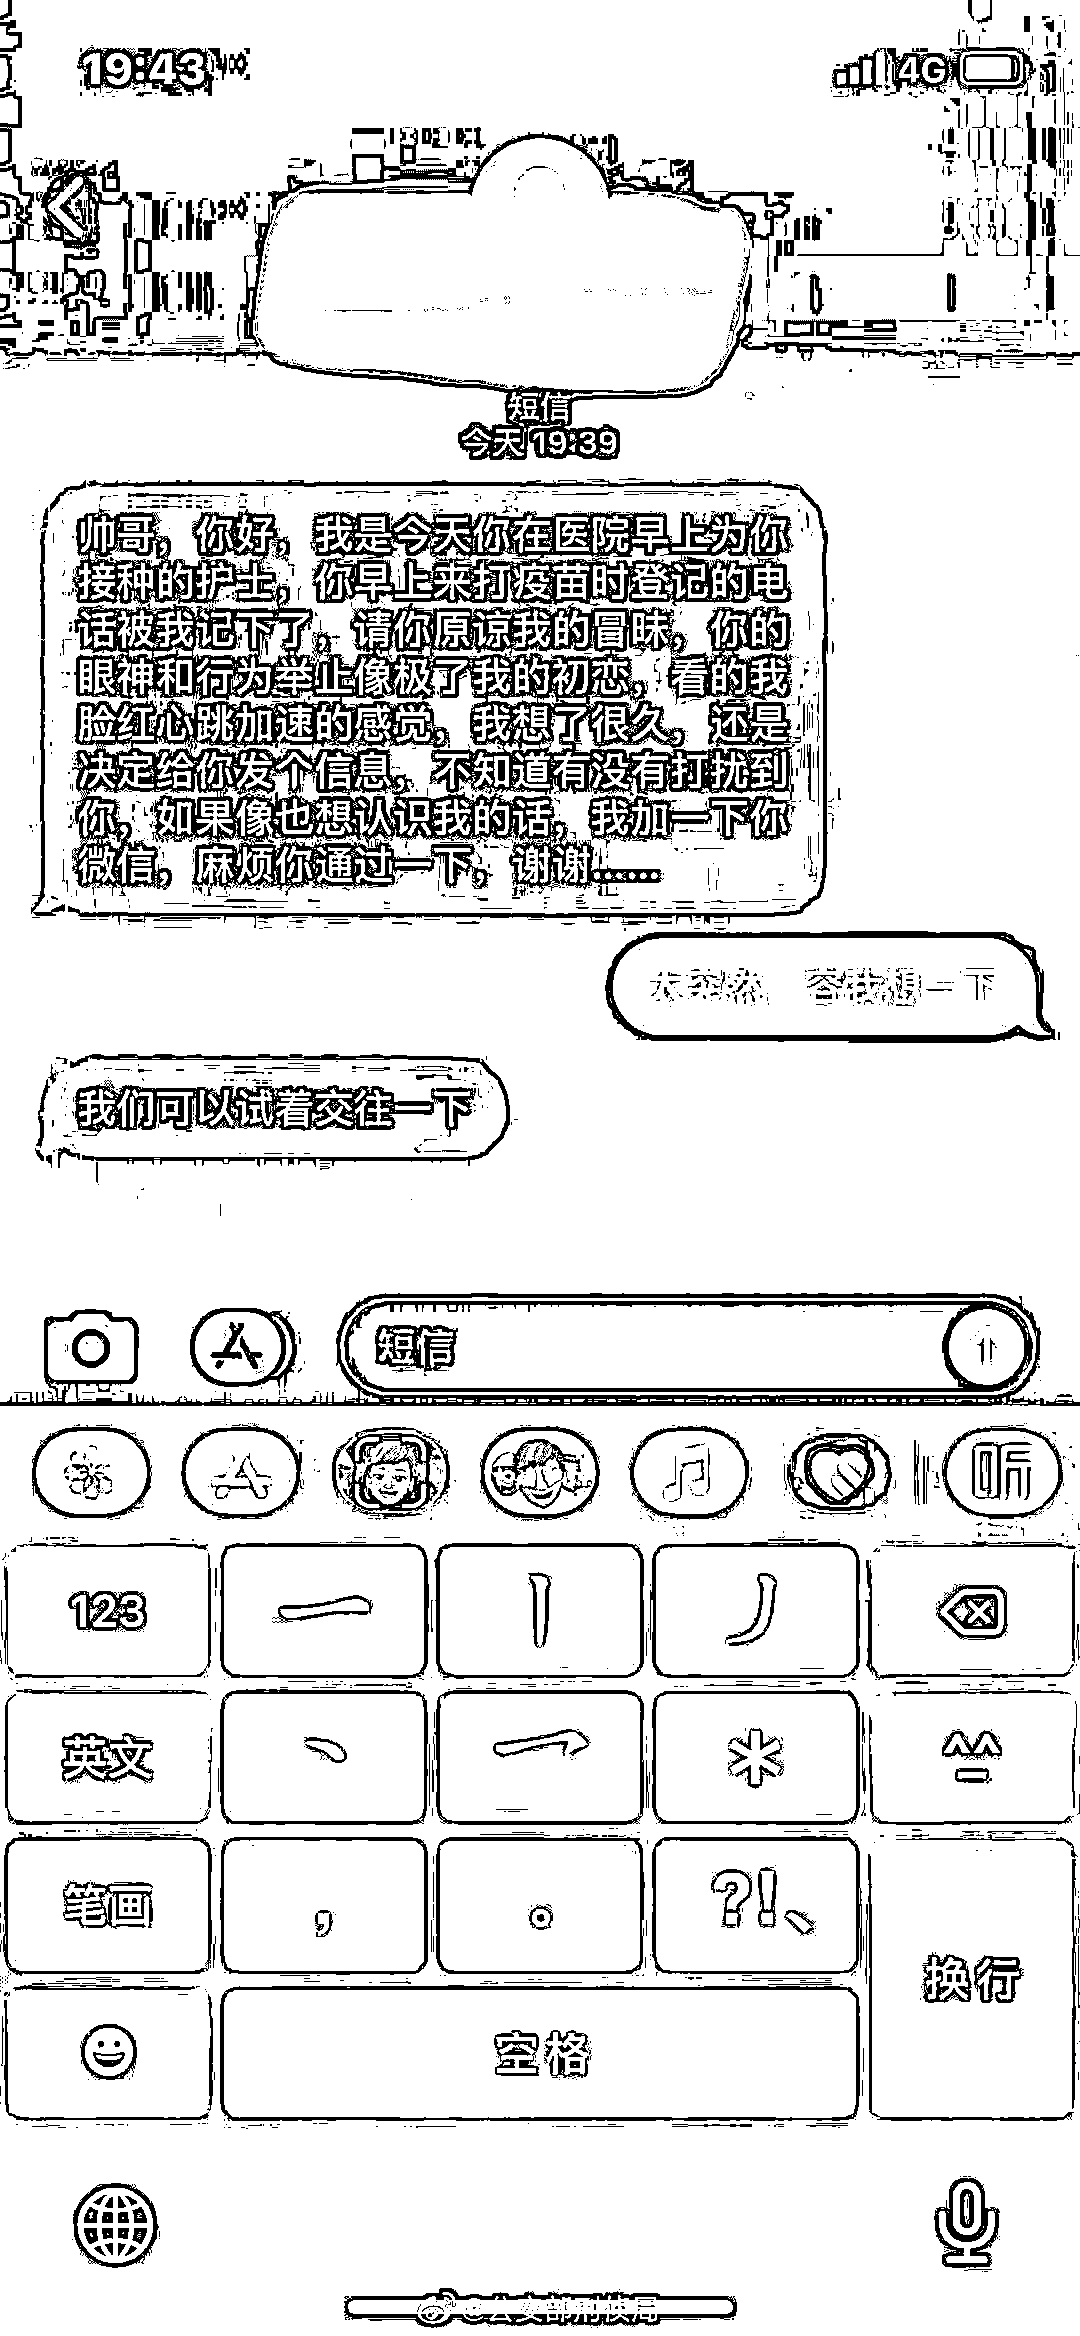 19:43
4G
短信
今天 19:39
帅哥，你好，我是今天你在医院早上为你
接种的护士，你早上来打疫苗时登记的电
话被我记下了，请你原谅我的冒昧，你的
眼神和行为举止像极了我的初恋，看的我
脸红心跳加速的感觉，我想了很久，还是
决定给你发个信息，不知道有没有打扰到
你，如果像也想认识我的话，我加一下你
微信，麻烦你通过一下，谢谢……
太突然 容我想一下
我们可以试着交往一下
短信
听
123
英文
笔画
，
。
?!、
换行
空格
@公安部刑侦局